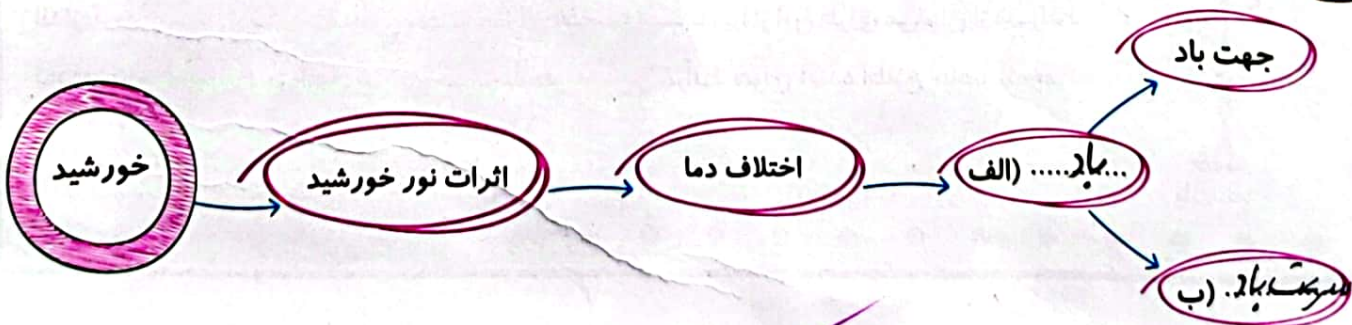 خورشید
اثرات نور خورشید
اختلاف دما
الف) .....باد...
جهت باد
ب) سرعت باد.